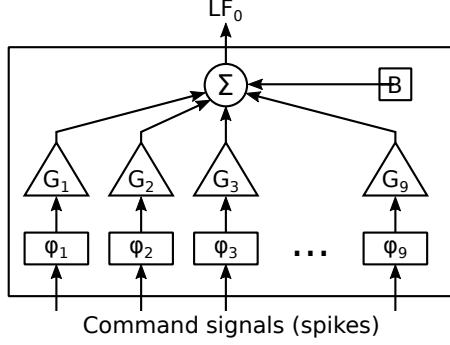 LF₀
Σ
B
G₁ G₂ G₃ G₉
φ₁ φ₂ φ₃ ... φ₉
Command signals (spikes)